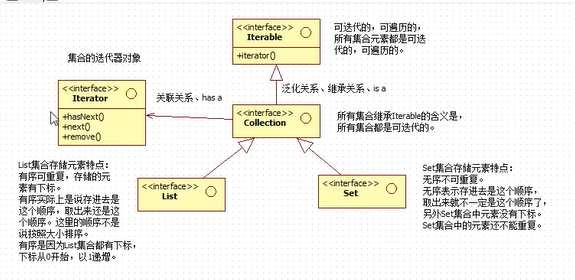 <<interface>>
Iterable
+iterator()
可迭代的,可遍历的,
所有集合元素都是可迭
代的,可遍历的。
集合的迭代器对象
<<interface>>
Iterator
+hasNext()
+next()
+remove()
关联关系、has a
泛化关系、继承关系、is a
<<interface>>
Collection
所有集合继承Iterable的含义是,
所有集合都是可迭代的。
List集合存储元素特点:
有序可重复,存储的元
素有下标。
有序实际上是说存进去是
这个顺序,取出来还是这
个顺序。这里的顺序不是
说按照大小排序。
有序是因为List集合都有下标,
下标从0开始,以1递增。
<<interface>>
List
<<interface>>
Set
Set集合存储元素特点:
无序不可重复。
无序表示存进去是这个顺序,
取出来就不一定是这个顺序了,
另外Set集合中元素没有下标。
Set集合中的元素还不能重复。